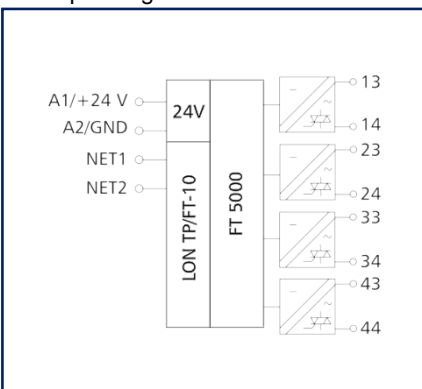 A1/+24 V
A2/GND
NET1
NET2
24V
LON TP/FT-10
FT 5000
13
14
23
24
33
34
43
44